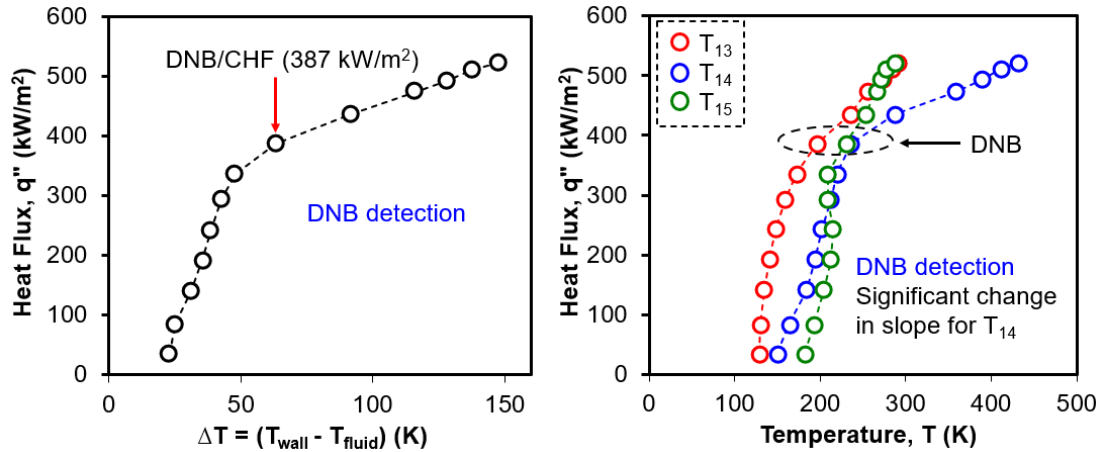 Heat Flux, q" (kW/m²)
600
500
400
300
200
100
0
DNB/CHF (387 kW/m²)
DNB detection
0 50 100 150
ΔT = (T_wall - T_fluid) (K)
Heat Flux, q" (kW/m²)
600
500
400
300
200
100
0
T₁₃
T₁₄
T₁₅
DNB
DNB detection
Significant change
in slope for T₁₄
0 100 200 300 400 500
Temperature, T (K)